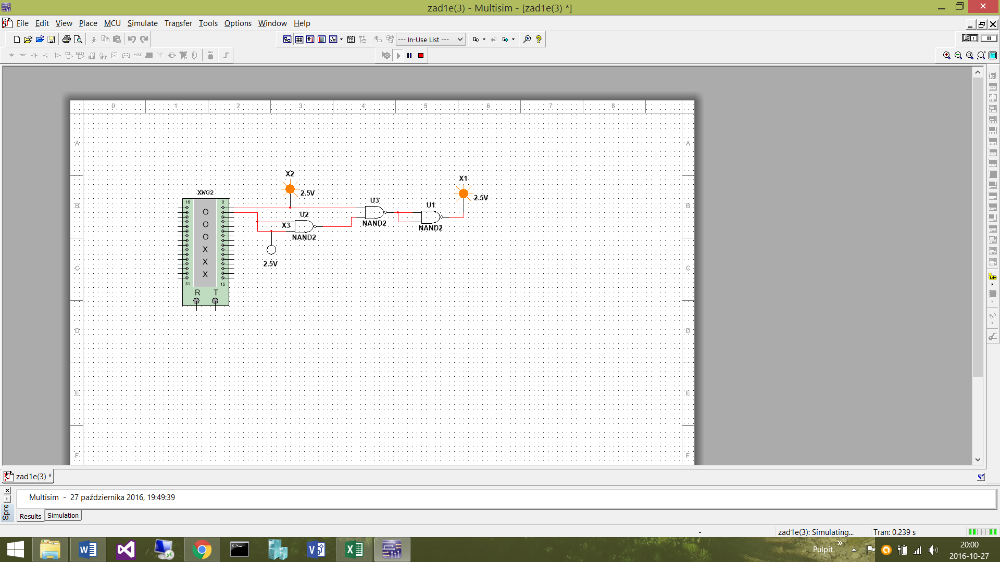 zad1e(3) - Multisim - [zad1e(3) *]
File Edit View Place MCU Simulate Transfer Tools Options Window Help
--- In-Use List ---
MISC
0 1 2 3 4 5 6 7 8
A A
X2
X1
2.5V
XWG2
2.5V
U3
16 0
B B
U1
O
U2
NAND2
O
X3
NAND2
O
NAND2
X
2.5V
X
C C
X
31 15
R T
D D
E E
F F
zad1e(3) *
Multisim - 27 października 2016, 19:49:39
Spre
Results Simulation
- zad1e(3): Simulating... Tran: 0.239 s
Pulpit
»
20:00
2016-10-27